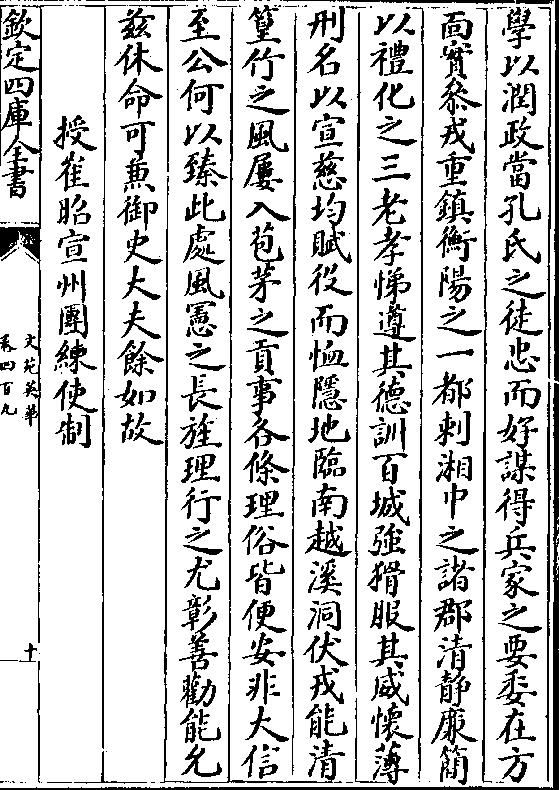 學以潤政當孔氏之徒忠而好謀得兵家之要委在方
面實叅戎重鎮衡陽之一都刺湘中之諸郡清静廉簡
以禮化之三老孝悌遵其德訓百城強猾服其威懷薄
刑名以宣慈均賦役而恤隱地臨南越溪洞伏戎能清
篁竹之風屢入苞茅之貢事各條理俗皆便安非大信
至公何以臻此處風憲之長旌理行之尤彰善勸能允
兹休命可兼御史大夫餘如故
授崔昭宣州團練使制
欽定四庫全書
文苑英華
卷四百九
十